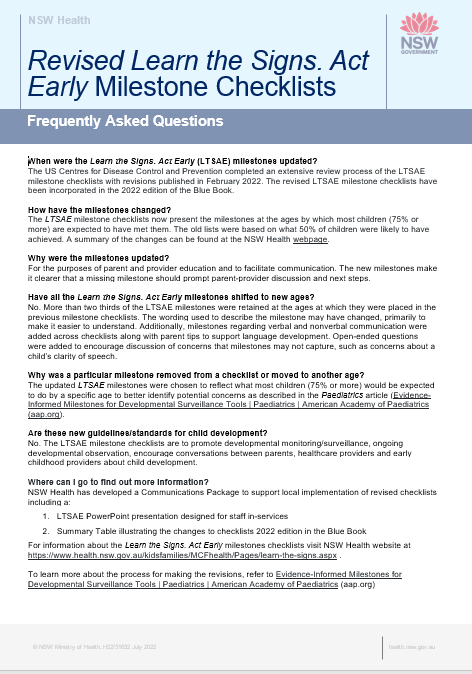 NSW Health
NSW
GOVERNMENT
Revised Learn the Signs. Act
Early Milestone Checklists
Frequently Asked Questions
When were the Learn the Signs. Act Early (LTSAE) milestones updated?
The US Centres for Disease Control and Prevention completed an extensive review process of the LTSAE
milestone checklists with revisions published in February 2022. The revised LTSAE milestone checklists have
been incorporated in the 2022 edition of the Blue Book.
How have the milestones changed?
The LTSAE milestone checklists now present the milestones at the ages by which most children (75% or
more) are expected to have met them. The old lists were based on what 50% of children were likely to have
achieved. A summary of the changes can be found at the NSW Health webpage.
Why were the milestones updated?
For the purposes of parent and provider education and to facilitate communication. The new milestones make
it clearer that a missing milestone should prompt parent-provider discussion and next steps.
Have all the Learn the Signs. Act Early milestones shifted to new ages?
No. More than two thirds of the LTSAE milestones were retained at the ages at which they were placed in the
previous milestone checklists. The wording used to describe the milestone may have changed, primarily to
make it easier to understand. Additionally, milestones regarding verbal and nonverbal communication were
added across checklists along with parent tips to support language development. Open-ended questions
were added to encourage discussion of concerns that milestones may not capture, such as concerns about a
child's clarity of speech.
Why was a particular milestone removed from a checklist or moved to another age?
The updated LTSAE milestones were chosen to reflect what most children (75% or more) would be expected
to do by a specific age to better identify potential concerns as described in the Paediatrics article (Evidence-
Informed Milestones for Developmental Surveillance Tools | Paediatrics | American Academy of Paediatrics
(aap.org).
Are these new guidelines/standards for child development?
No. The LTSAE milestone checklists are to promote developmental monitoring/surveillance, ongoing
developmental observation, encourage conversations between parents, healthcare providers and early
childhood providers about child development.
Where can I go to find out more information?
NSW Health has developed a Communications Package to support local implementation of revised checklists
including a:
1. LTSAE PowerPoint presentation designed for staff in-services
2. Summary Table illustrating the changes to checklists 2022 edition in the Blue Book
For information about the Learn the Signs. Act Early milestones checklists visit NSW Health website at
https://www.health.nsw.gov.au/kidsfamilies/MCFhealth/Pages/learn-the-signs.aspx .
To learn more about the process for making the revisions, refer to Evidence-Informed Milestones for
Developmental Surveillance Tools | Paediatrics | American Academy of Paediatrics (aap.org)
© NSW Ministry of Health, July 2022
health.nsw.gov.au